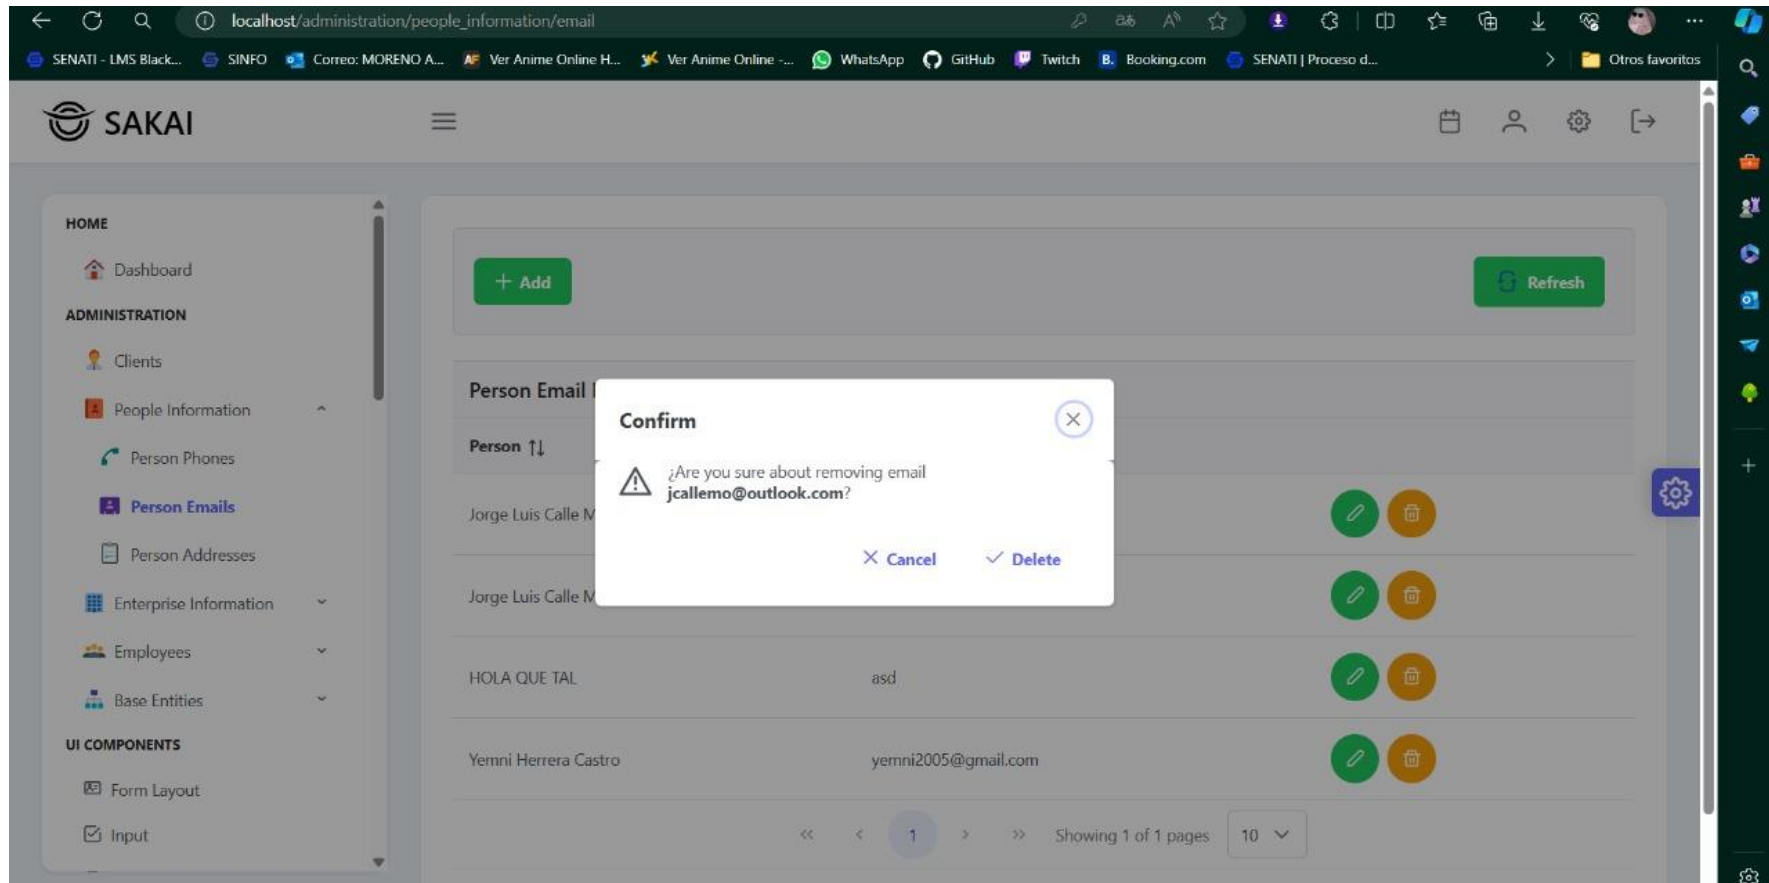 localhost/administration/people_information/email
SENATI - LMS Black... SINFO Correo: MORENO A... Ver Anime Online H... Ver Anime Online -... WhatsApp GitHub Twitch Booking.com SENATI | Proceso d... Otros favoritos
SAKAI
HOME
Dashboard
ADMINISTRATION
Clients
People Information
Person Phones
Person Emails
Person Addresses
Enterprise Information
Employees
Base Entities
UI COMPONENTS
Form Layout
Input
+ Add
Refresh
Person Email
Person
Confirm
¿Are you sure about removing email
jcallemo@outlook.com?
Cancel Delete
Jorge Luis Calle M
Jorge Luis Calle M
HOLA QUE TAL asd
Yemni Herrera Castro yemni2005@gmail.com
<< < 1 > >> Showing 1 of 1 pages 10